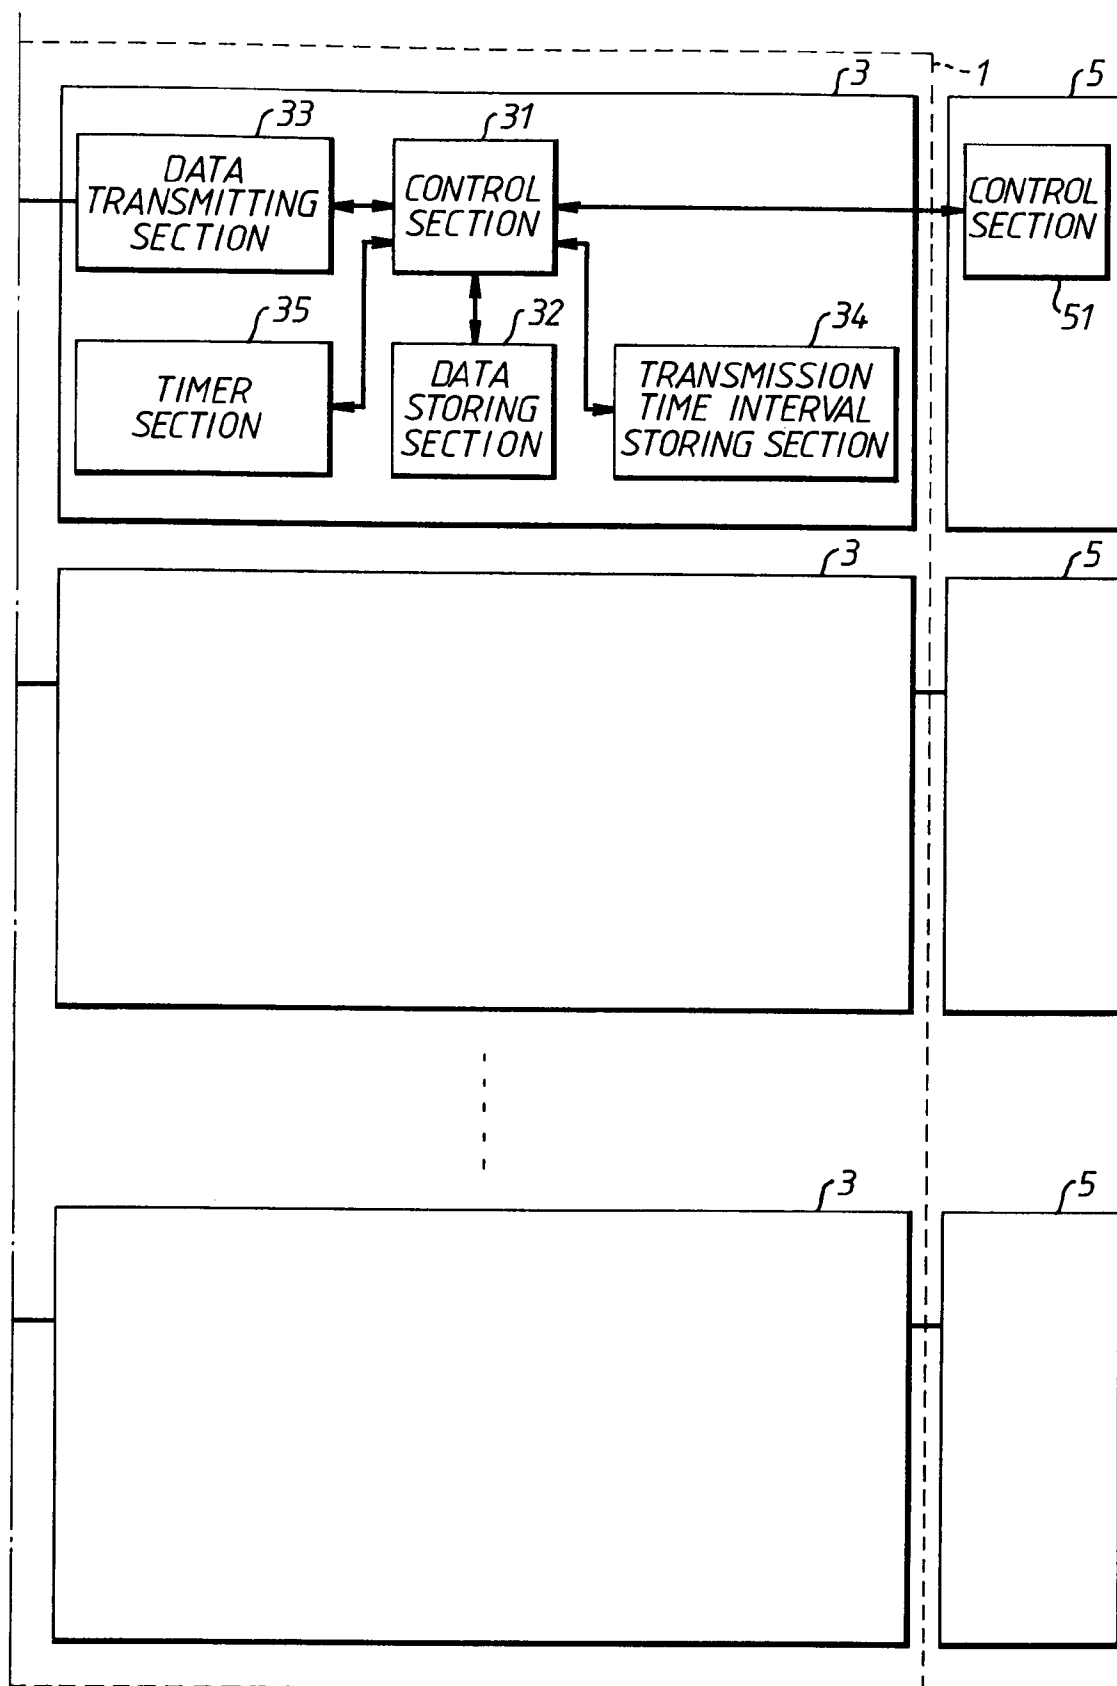 3
1
5
33
31
DATA
TRANSMITTING
SECTION
CONTROL
SECTION
CONTROL
SECTION
51
35
32
34
TIMER
SECTION
DATA
STORING
SECTION
TRANSMISSION
TIME INTERVAL
STORING SECTION
3
5
3
5